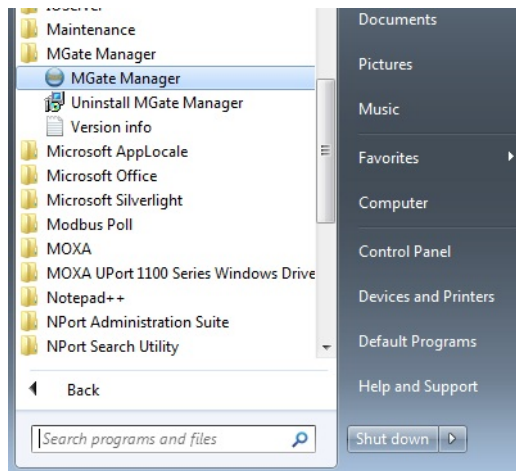 Maintenance
MGate Manager
MGate Manager
Uninstall MGate Manager
Version info
Microsoft AppLocale
Microsoft Office
Microsoft Silverlight
Modbus Poll
MOXA
MOXA UPort 1100 Series Windows Drive
Notepad++
NPort Administration Suite
NPort Search Utility
Back
Search programs and files
Documents
Pictures
Music
Favorites
Computer
Control Panel
Devices and Printers
Default Programs
Help and Support
Shut down